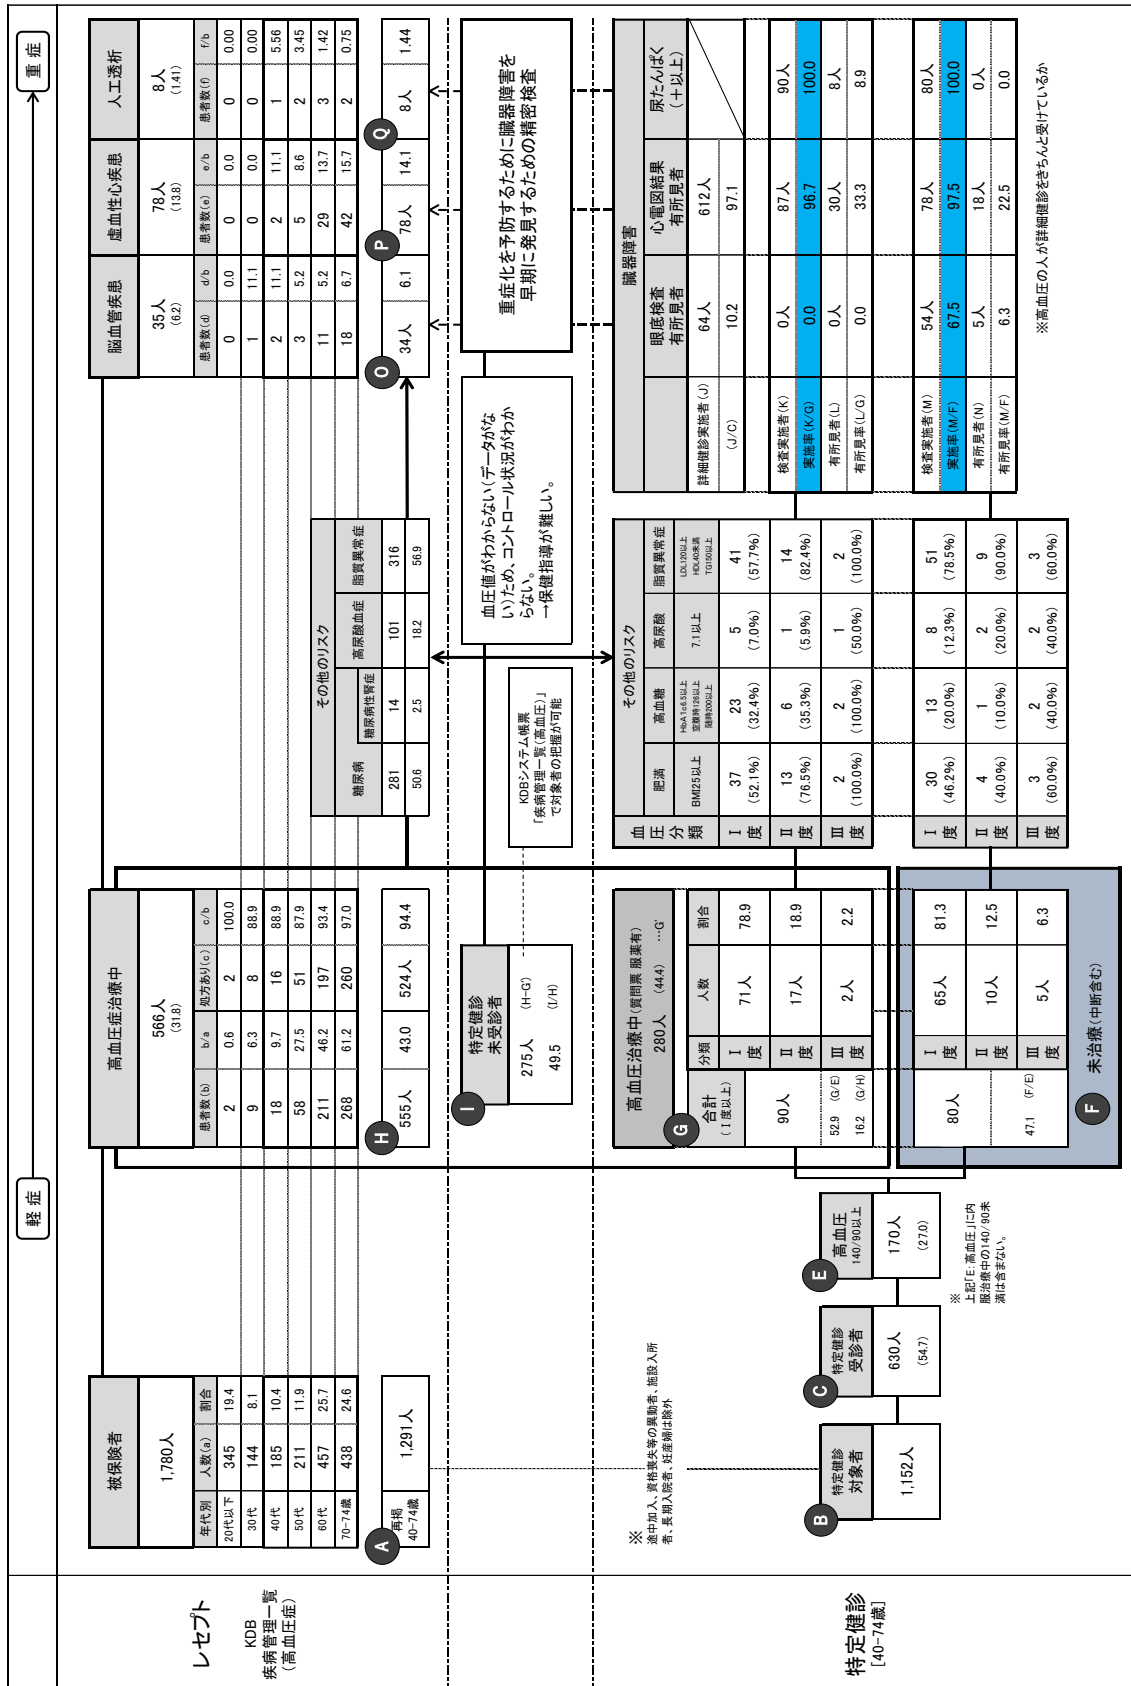 軽症
重症
レセプト
KDB
疾病管理一覧
(高血圧症)
被保険者
1,780人
年代別 人数(a) 割合
20代以下 345 19.4
30代 144 8.1
40代 185 10.4
50代 211 11.9
60代 457 25.7
70-74歳 438 24.6
A
再掲
40-74歳
1,291人
高血圧症治療中
566人
(31.8)
患者数(b) b/a 処方あり(c) c/b
2 0.6 2 100.0
9 6.3 8 88.9
18 9.7 16 88.9
58 27.5 51 87.9
211 46.2 197 93.4
268 61.2 260 97.0
H
555人 43.0 524人 94.4
その他のリスク
糖尿病 糖尿病性腎症 高尿酸血症 脂質異常症
281 14 101 316
50.6 2.5 18.2 56.9
脳血管疾患
35人
(6.2)
患者数(d) d/b
0 0.0
1 11.1
2 11.1
3 5.2
11 5.2
18 6.7
O
34人 6.1
虚血性心疾患
78人
(13.8)
患者数(e) e/b
0 0.0
0 0.0
2 11.1
5 8.6
29 13.7
42 15.7
P
78人 14.1
人工透析
8人
(1.41)
患者数(f) f/b
0 0.00
0 0.00
1 5.56
2 3.45
3 1.42
2 0.75
Q
8人 1.44
I
特定健診
未受診者
275人 (H-G')
49.5 (I/H)
KDBシステム帳票
「疾病管理一覧(高血圧)」
で対象者の把握が可能
血圧値がわからない(データがな
い)ため、コントロール状況がわか
らない。
→保健指導が難しい。
重症化を予防するために臓器障害を
早期に発見するための精密検査
特定健診
[40-74歳]
※
途中加入、資格喪失等の異動者、施設入所
者、長期入院者、妊産婦は除外
B
特定健診
対象者
1,152人
C
特定健診
受診者
630人
(54.7)
E
高血圧
140/90以上
170人
(27.0)
※
上記「E:高血圧」に内
服治療中の140/90未
満は含まない。
高血圧治療中(質問票 服薬有)
280人 (44.4) …G'
G
合計
(Ⅰ度以上)
分類 人数 割合
90人
52.9 (G/E)
16.2 (G/H)
Ⅰ度 71人 78.9
Ⅱ度 17人 18.9
Ⅲ度 2人 2.2
80人
47.1 (F/E)
Ⅰ度 65人 81.3
Ⅱ度 10人 12.5
Ⅲ度 5人 6.3
F
未治療(中断含む)
血圧分類
その他のリスク
肥満 高血糖 高尿酸 脂質異常症
BMI25以上
HbA1c6.5以上
空腹時126以上
随時200以上
7.1以上
LDL120以上
HDL40未満
TG150以上
Ⅰ度 37 23 5 41
(52.1%) (32.4%) (7.0%) (57.7%)
Ⅱ度 13 6 1 14
(76.5%) (35.3%) (5.9%) (82.4%)
Ⅲ度 2 2 1 2
(100.0%) (100.0%) (50.0%) (100.0%)
Ⅰ度 30 13 8 51
(46.2%) (20.0%) (12.3%) (78.5%)
Ⅱ度 4 1 2 9
(40.0%) (10.0%) (20.0%) (90.0%)
Ⅲ度 3 2 2 3
(60.0%) (40.0%) (40.0%) (60.0%)
臓器障害
眼底検査
有所見者
心電図結果
有所見者
尿たんぱく
(+以上)
詳細健診実施者(J) 64人 612人
(J/C) 10.2 97.1
検査実施者(K) 0人 87人 90人
実施率(K/G) 0.0 96.7 100.0
有所見者(L) 0人 30人 8人
有所見率(L/G) 0.0 33.3 8.9
検査実施者(M) 54人 78人 80人
実施率(M/F) 67.5 97.5 100.0
有所見者(N) 5人 18人 0人
有所見率(M/F) 6.3 22.5 0.0
※高血圧の人が詳細健診をきちんと受けているか